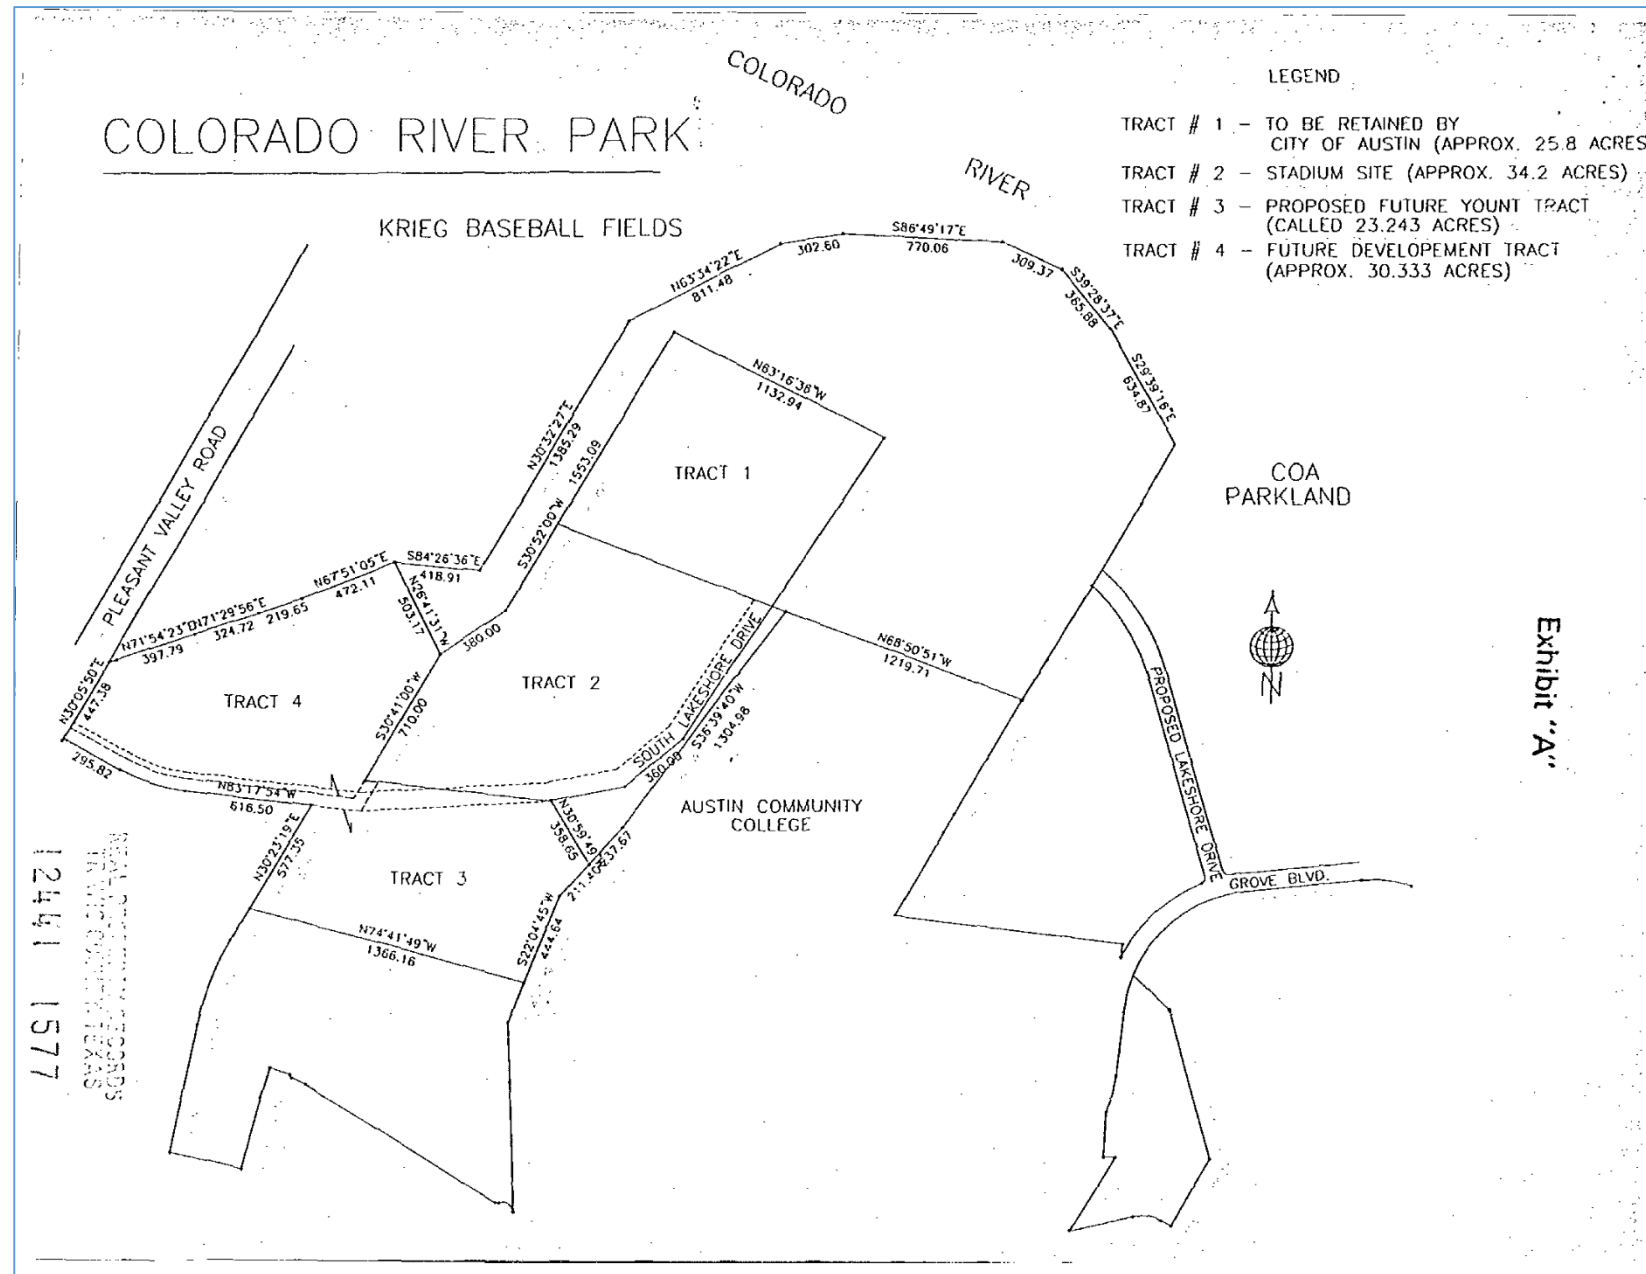 COLORADO
RIVER
COLORADO RIVER PARK
KRIEG BASEBALL FIELDS
LEGEND
TRACT # 1 - TO BE RETAINED BY
CITY OF AUSTIN (APPROX. 25.8 ACRES
TRACT # 2 - STADIUM SITE (APPROX. 34.2 ACRES)
TRACT # 3 - PROPOSED FUTURE YOUNT TRACT
(CALLED 23.243 ACRES)
TRACT # 4 - FUTURE DEVELOPEMENT TRACT
(APPROX. 30.333 ACRES)
N63°34'22"E
811.48
302.60
S86°49'17"E
770.06
309.37
S39°28'37"E
365.88
S29°39'16"E
634.87
N63°16'38"W
1132.94
N30°32'27"E
1385.29
S30°52'00"W 1553.09
TRACT 1
COA
PARKLAND
PLEASANT VALLEY ROAD
S84°26'36"E
418.91
N67°51'05"E
472.11
N26°41'31"W
503.17
N71°54'23"
397.79
N71°29'56"E
324.72
219.65
380.00
N30°05'50"E
447.38
TRACT 4
S30°41'00"W
710.00
TRACT 2
SOUTH LAKESHORE DRIVE
S36°39'40"W
1304.98
360.00
N68°50'51"W
1219.71
PROPOSED LAKESHORE DRIVE
N
Exhibit "A"
295.82
N83°17'54"W
616.50
AUSTIN COMMUNITY
COLLEGE
N30°59'49"
358.65
237.67
211.40
N30°23'19"E
577.35
TRACT 3
S22°04'45"W
444.64
N74°41'49"W
1366.16
GROVE BLVD.
REAL PROPERTY RECORDS
TRAVIS COUNTY, TEXAS
12441 1577